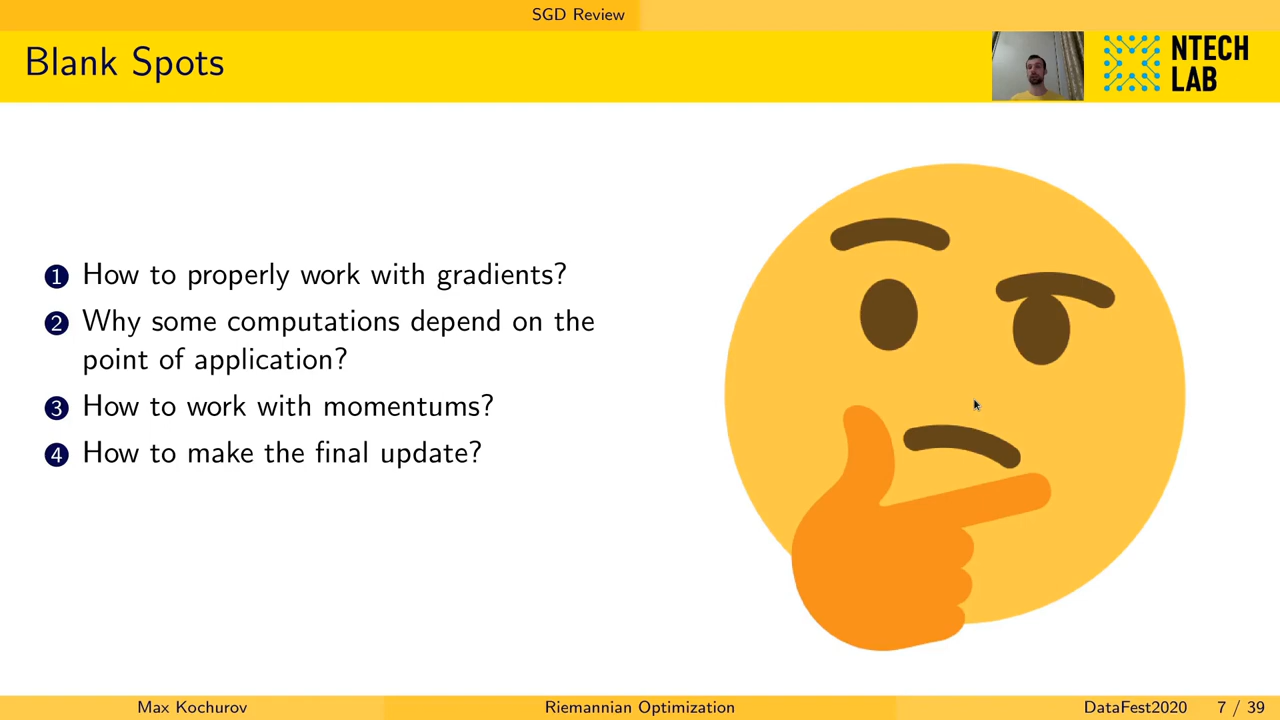 SGD Review
Blank Spots
NTECH
LAB
1 How to properly work with gradients?
2 Why some computations depend on the
point of application?
3 How to work with momentums?
4 How to make the final update?
Max Kochurov
Riemannian Optimization
DataFest2020
7 / 39